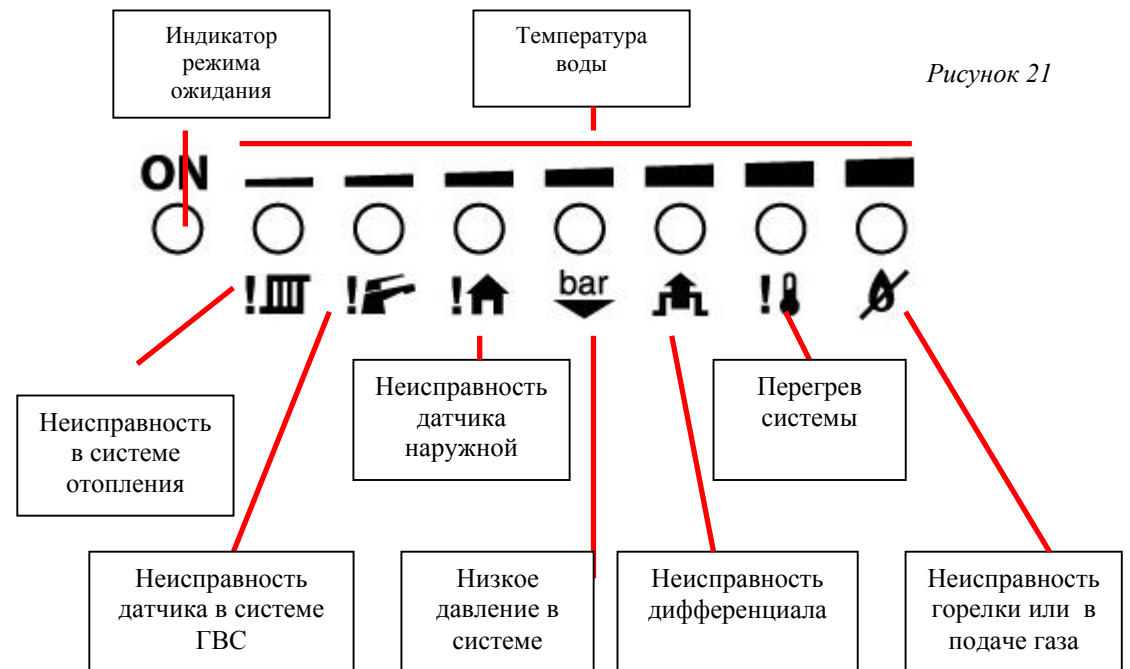 Индикатор
режима
ожидания
Температура
воды
Рисунок 21
ON
! ! ! bar !
Неисправность
в системе
отопления
Неисправность
датчика
наружной
Перегрев
системы
Неисправность
датчика в системе
ГВС
Низкое
давление в
системе
Неисправность
дифференциала
Неисправность
горелки или в
подаче газа